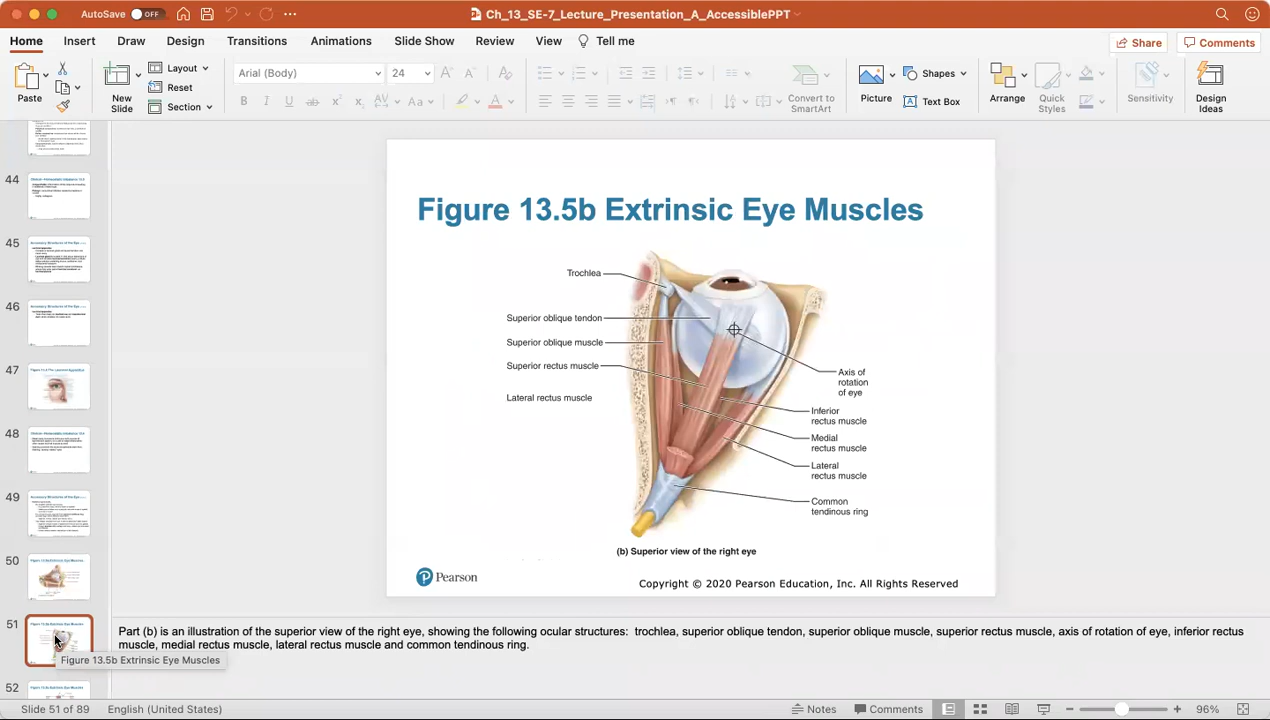 AutoSave OFF
Ch_13_SE-7_Lecture_Presentation_A_AccessiblePPT
Home Insert Draw Design Transitions Animations Slide Show Review View Tell me
Share Comments
Paste
New
Slide
Layout
Reset
Section
Arial (Body) 24
Convert to
SmartArt
Picture
Shapes
Text Box
Arrange
Quick
Styles
Sensitivity
Design
Ideas
44
45
46
47
48
49
50
51
52
Figure 13.5b Extrinsic Eye Muscles
Trochlea
Superior oblique tendon
Superior oblique muscle
Superior rectus muscle
Lateral rectus muscle
Axis of
rotation
of eye
Inferior
rectus muscle
Medial
rectus muscle
Lateral
rectus muscle
Common
tendinous ring
(b) Superior view of the right eye
Pearson
Copyright © 2020 Pearson Education, Inc. All Rights Reserved
Part (b) is an illustration of the superior view of the right eye, showing the following ocular structures: trochlea, superior oblique tendon, superior oblique muscle, superior rectus muscle, axis of rotation of eye, inferior rectus
muscle, medial rectus muscle, lateral rectus muscle and common tendinous ring.
Figure 13.5b Extrinsic Eye Muscles
Slide 51 of 89 English (United States)
Notes Comments 96%